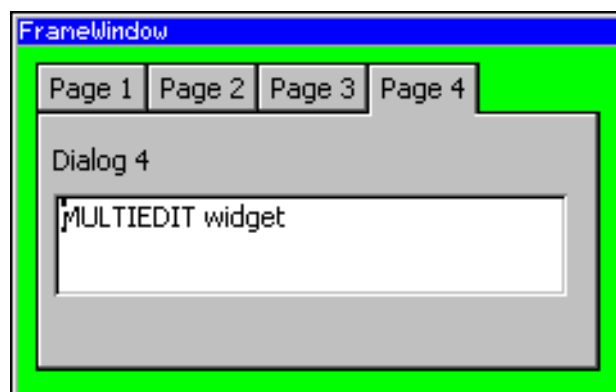 FrameWindow
Page 1 Page 2 Page 3 Page 4
Dialog 4
MULTIEDIT widget